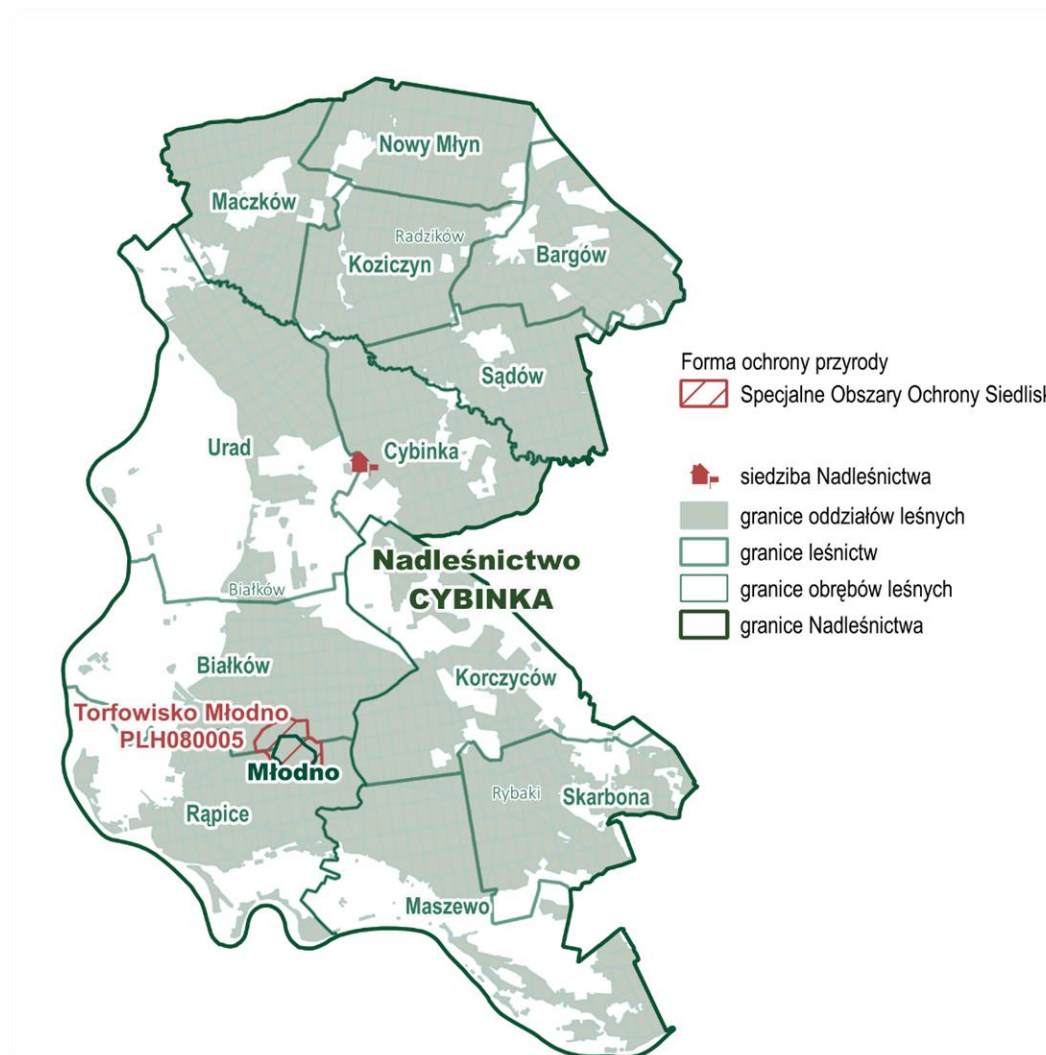 Nowy Młyn
Maczków
Radzików
Koziczyn
Bargów
Sądów
Urad
Cybinka
Nadleśnictwo
CYBINKA
Białków
Białków
Korczyców
Torfowisko Młodno
PLH080005
Młodno
Rąpice
Rybaki
Skarbona
Maszewo
Forma ochrony przyrody
Specjalne Obszary Ochrony Siedlisk
siedziba Nadleśnictwa
granice oddziałów leśnych
granice leśnictw
granice obrębów leśnych
granice Nadleśnictwa